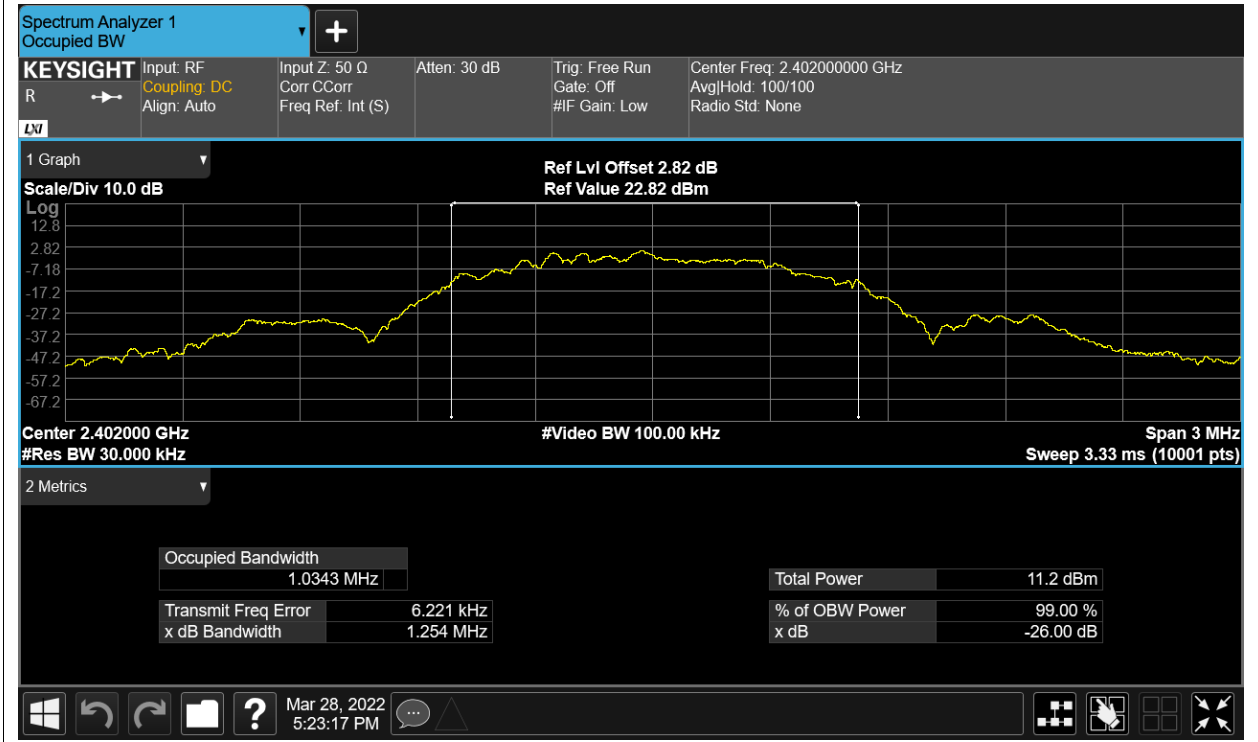 Spectrum Analyzer 1
Occupied BW
KEYSIGHT Input: RF Input Z: 50 Ω Atten: 30 dB Trig: Free Run Center Freq: 2.402000000 GHz
R Coupling: DC Corr CCorr Gate: Off Avg|Hold: 100/100
Align: Auto Freq Ref: Int (S) #IF Gain: Low Radio Std: None
LXI
1 Graph
Ref Lvl Offset 2.82 dB
Scale/Div 10.0 dB Ref Value 22.82 dBm
Log
12.8
2.82
-7.18
-17.2
-27.2
-37.2
-47.2
-57.2
-67.2
Center 2.402000 GHz #Video BW 100.00 kHz Span 3 MHz
#Res BW 30.000 kHz Sweep 3.33 ms (10001 pts)
2 Metrics
Occupied Bandwidth
1.0343 MHz Total Power 11.2 dBm
Transmit Freq Error 6.221 kHz % of OBW Power 99.00 %
x dB Bandwidth 1.254 MHz x dB -26.00 dB
? Mar 28, 2022
5:23:17 PM